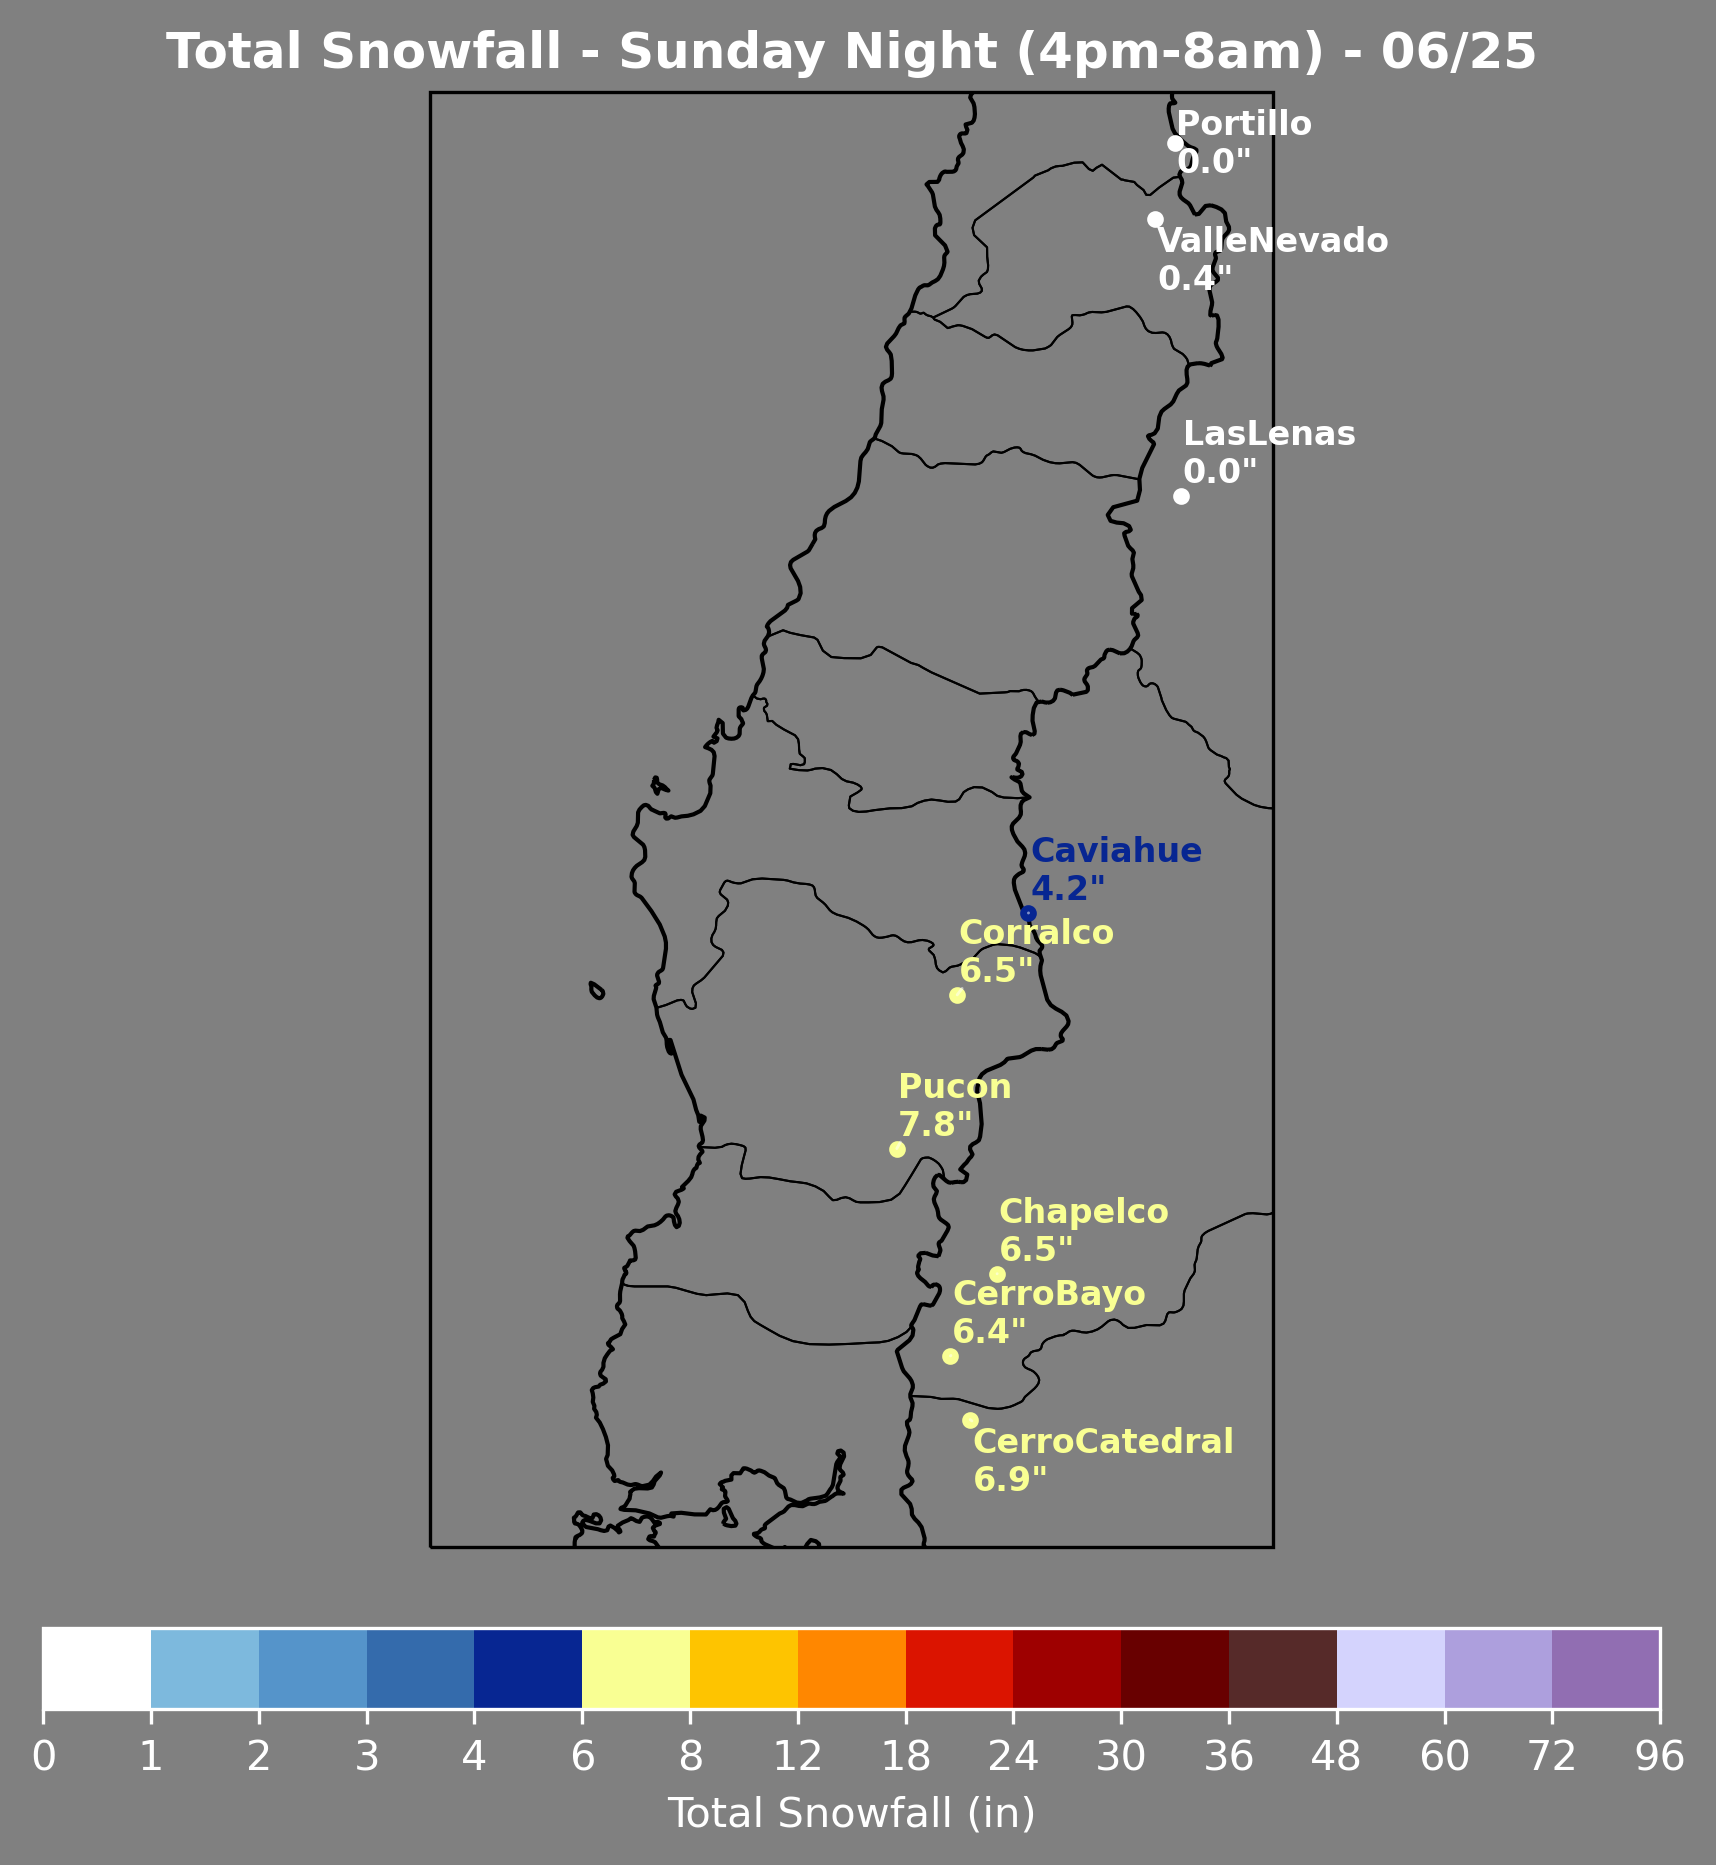 Total Snowfall - Sunday Night (4pm-8am) - 06/25
Portillo
0.0"
ValleNevado
0.4"
LasLenas
0.0"
Caviahue
4.2"
Corralco
6.5"
Pucon
7.8"
Chapelco
6.5"
CerroBayo
6.4"
CerroCatedral
6.9"
0 1 2 3 4 6 8 12 18 24 30 36 48 60 72 96
Total Snowfall (in)